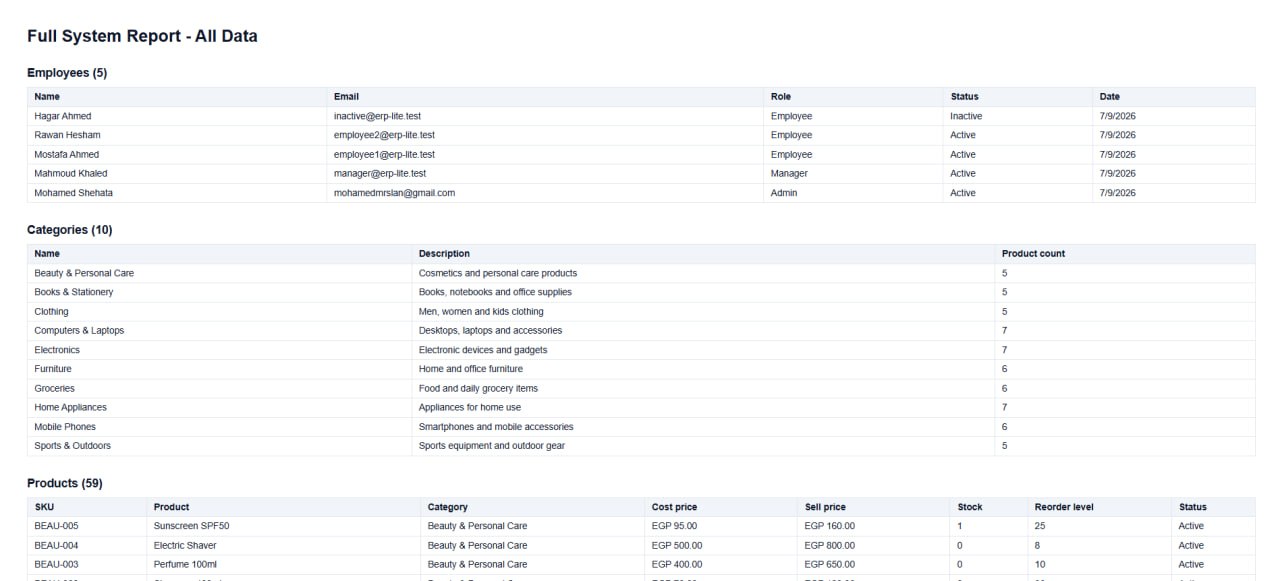 Full System Report - All Data
Employees (5)
Name Email Role Status Date
Hagar Ahmed inactive@erp-lite.test Employee Inactive 7/9/2026
Rawan Hesham employee2@erp-lite.test Employee Active 7/9/2026
Mostafa Ahmed employee1@erp-lite.test Employee Active 7/9/2026
Mahmoud Khaled manager@erp-lite.test Manager Active 7/9/2026
Mohamed Shehata mohamedmrslan@gmail.com Admin Active 7/9/2026
Categories (10)
Name Description Product count
Beauty & Personal Care Cosmetics and personal care products 5
Books & Stationery Books, notebooks and office supplies 5
Clothing Men, women and kids clothing 5
Computers & Laptops Desktops, laptops and accessories 7
Electronics Electronic devices and gadgets 7
Furniture Home and office furniture 6
Groceries Food and daily grocery items 6
Home Appliances Appliances for home use 7
Mobile Phones Smartphones and mobile accessories 6
Sports & Outdoors Sports equipment and outdoor gear 5
Products (59)
SKU Product Category Cost price Sell price Stock Reorder level Status
BEAU-005 Sunscreen SPF50 Beauty & Personal Care EGP 95.00 EGP 160.00 1 25 Active
BEAU-004 Electric Shaver Beauty & Personal Care EGP 500.00 EGP 800.00 0 8 Active
BEAU-003 Perfume 100ml Beauty & Personal Care EGP 400.00 EGP 650.00 0 10 Active